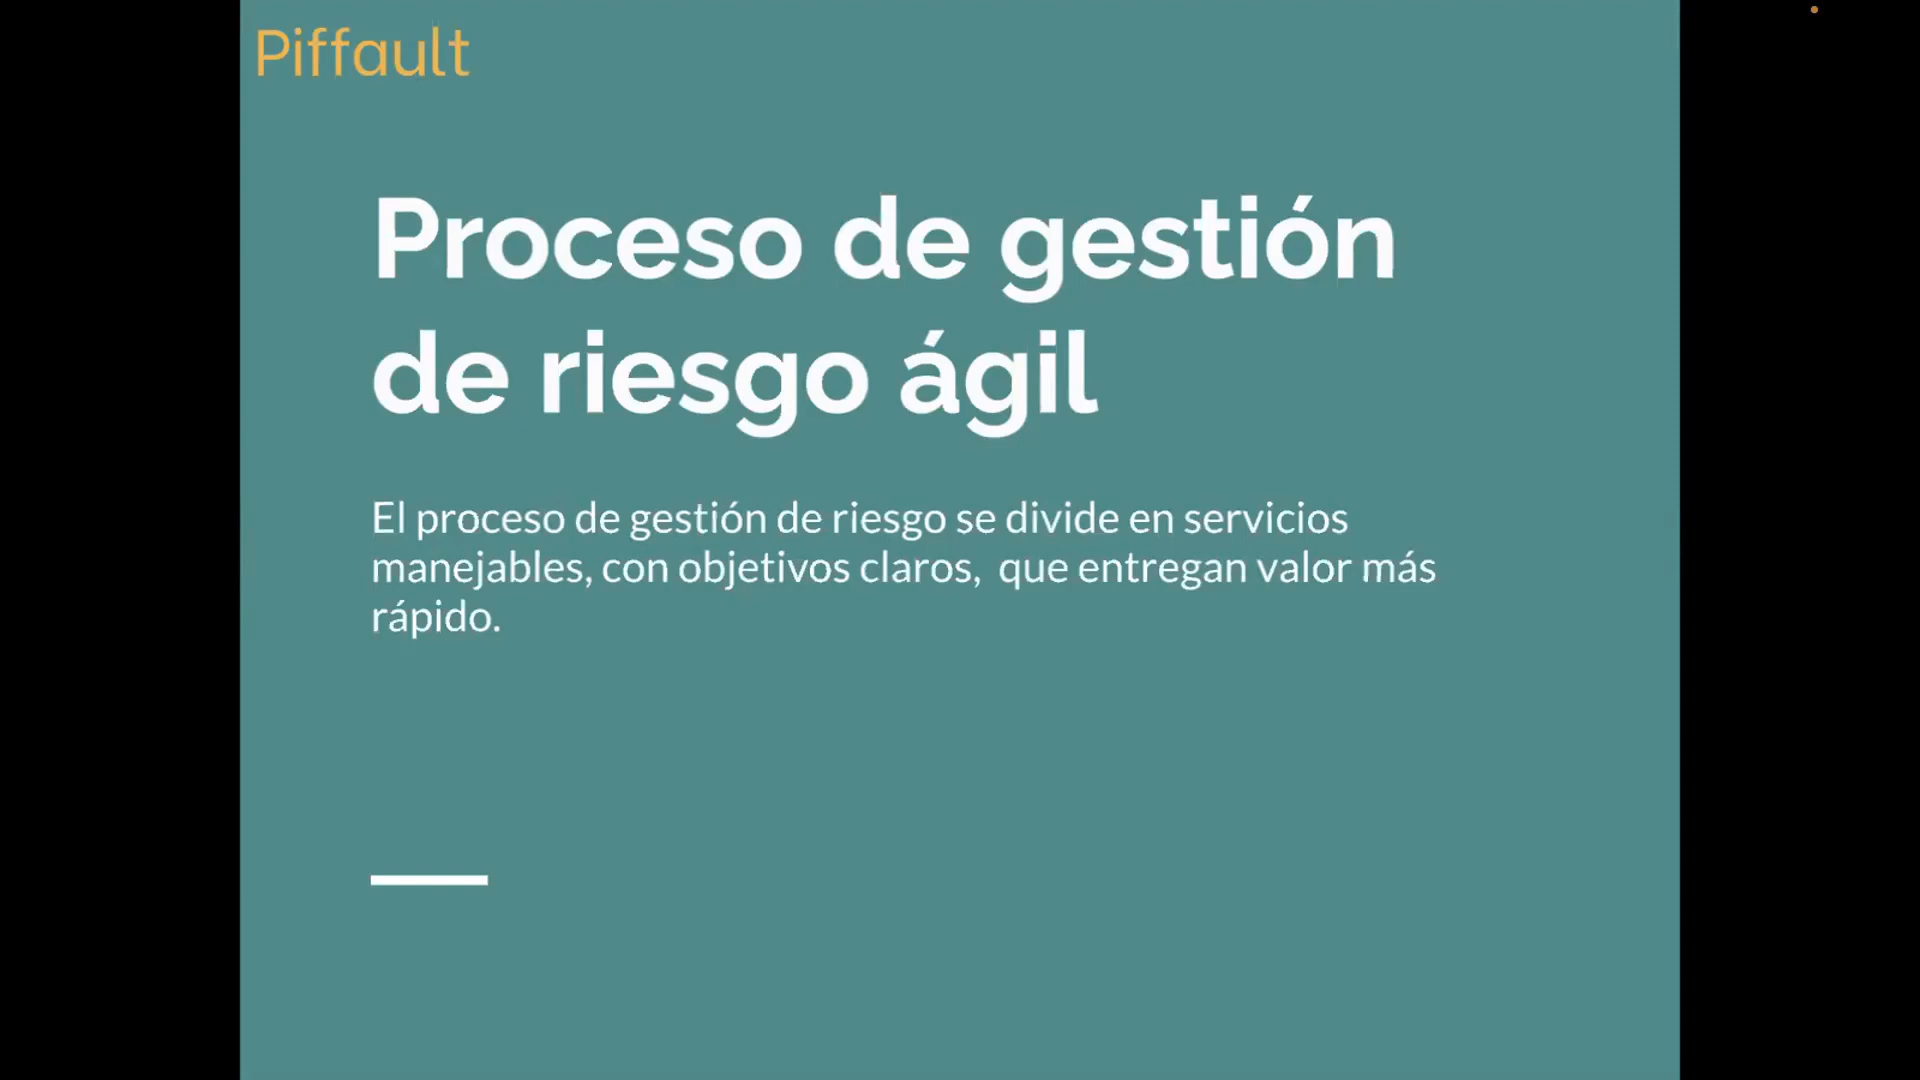 Piffault
Proceso de gestión
de riesgo ágil
El proceso de gestión de riesgo se divide en servicios
manejables, con objetivos claros,  que entregan valor más
rápido.